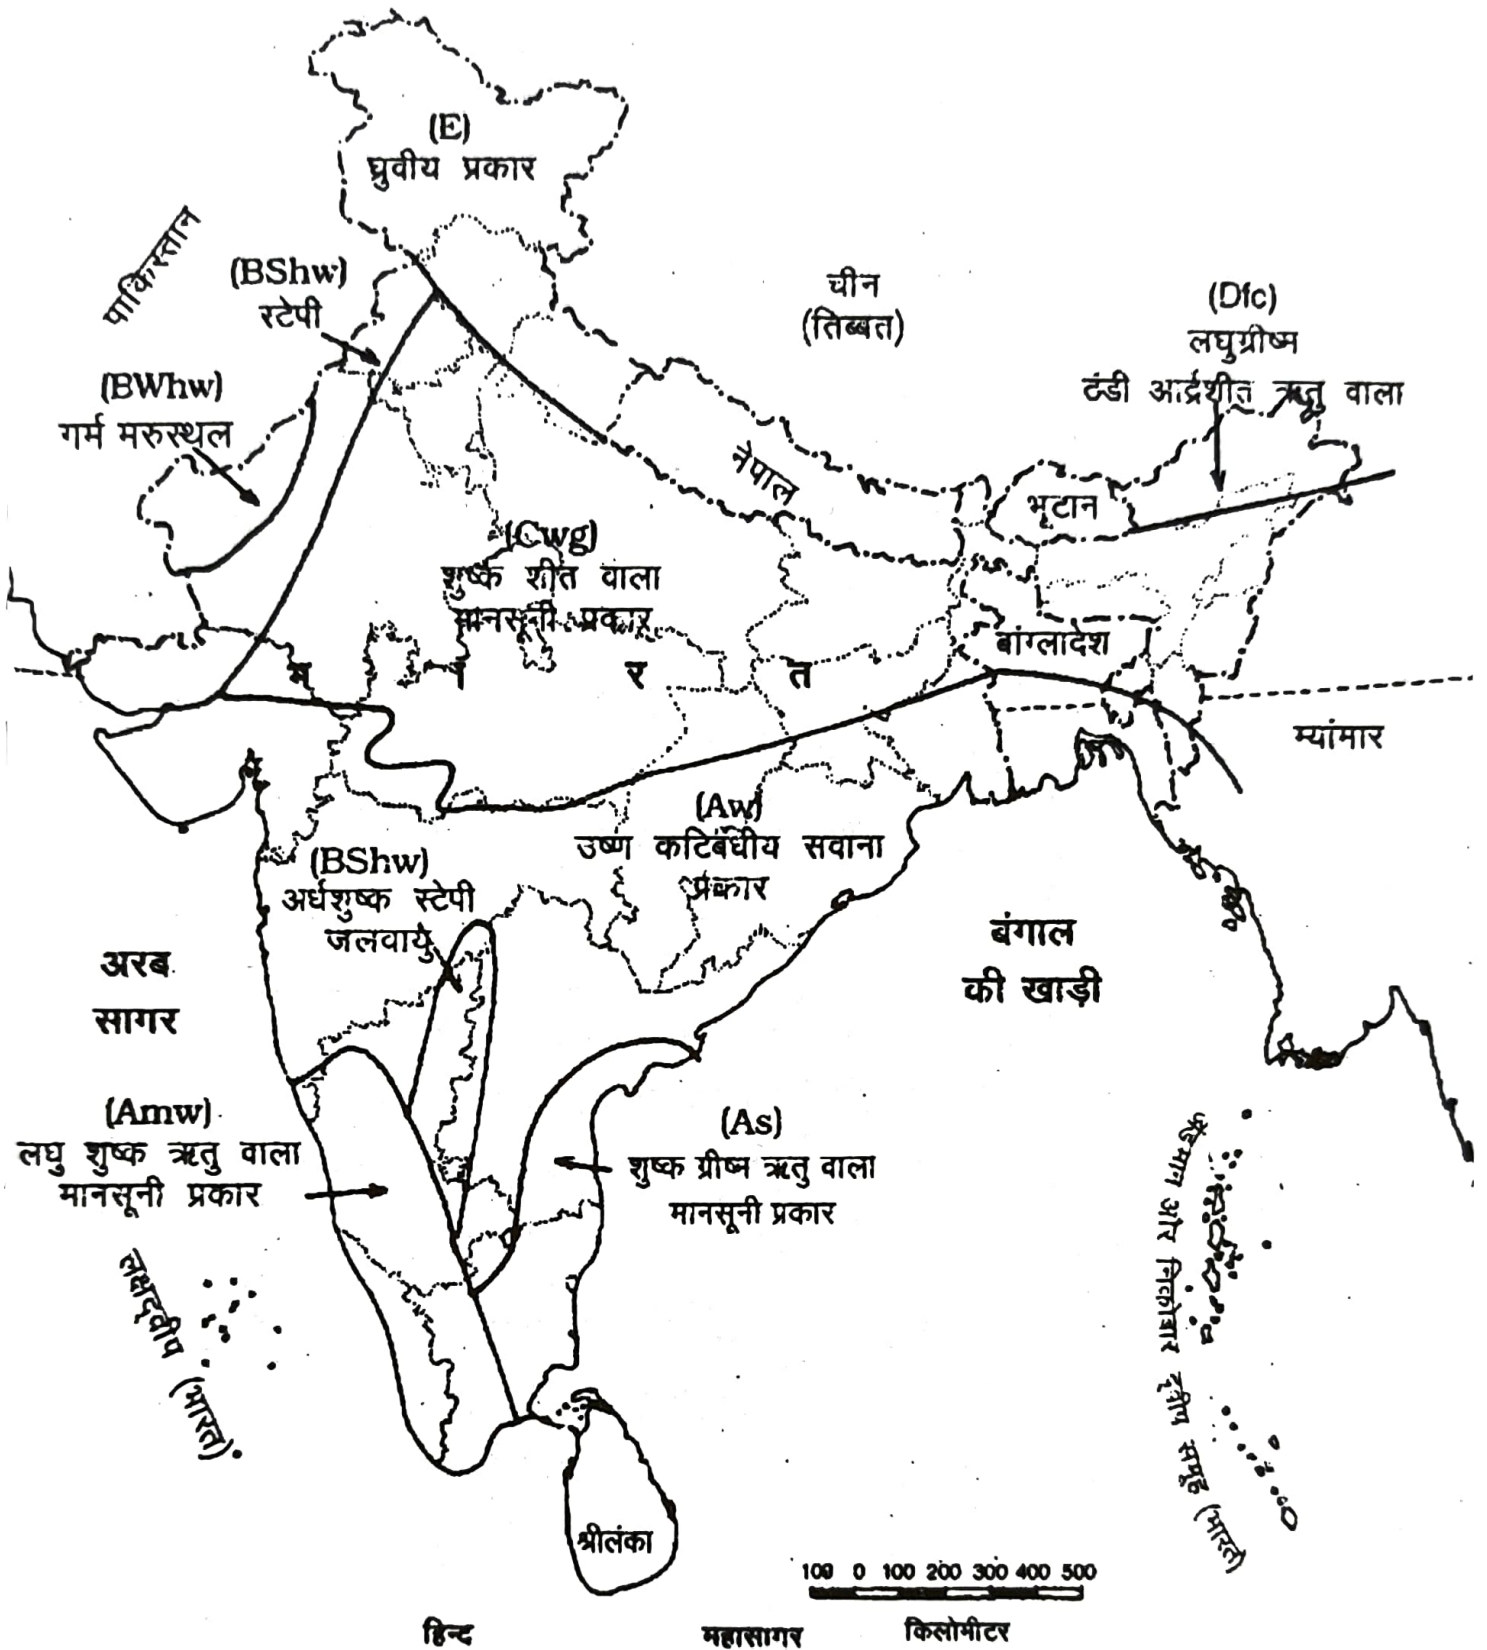 (E)
ध्रुवीय प्रकार
पाकिस्तान
(BShw)
स्टेपी
चीन
(तिब्बत)
(Dfc)
लघुग्रीष्म
ठंडी आर्द्रशीत ऋतु वाला
(BWhw)
गर्म मरुस्थल
नेपाल
भूटान
(Cwg)
शुष्क शीत वाला
मानसूनी प्रकार
बांग्लादेश
र त
म्यांमार
(Aw)
उष्ण कटिबंधीय सवाना
प्रकार
(BShw)
अर्धशुष्क स्टेपी
जलवायु
अरब
सागर
बंगाल
की खाड़ी
(Amw)
लघु शुष्क ऋतु वाला
मानसूनी प्रकार
(As)
शुष्क ग्रीष्म ऋतु वाला
मानसूनी प्रकार
लक्षद्वीप (भारत)
अंडमान और निकोबार द्वीप समूह (भारत)
श्रीलंका
100 0 100 200 300 400 500
किलोमीटर
हिन्द महासागर